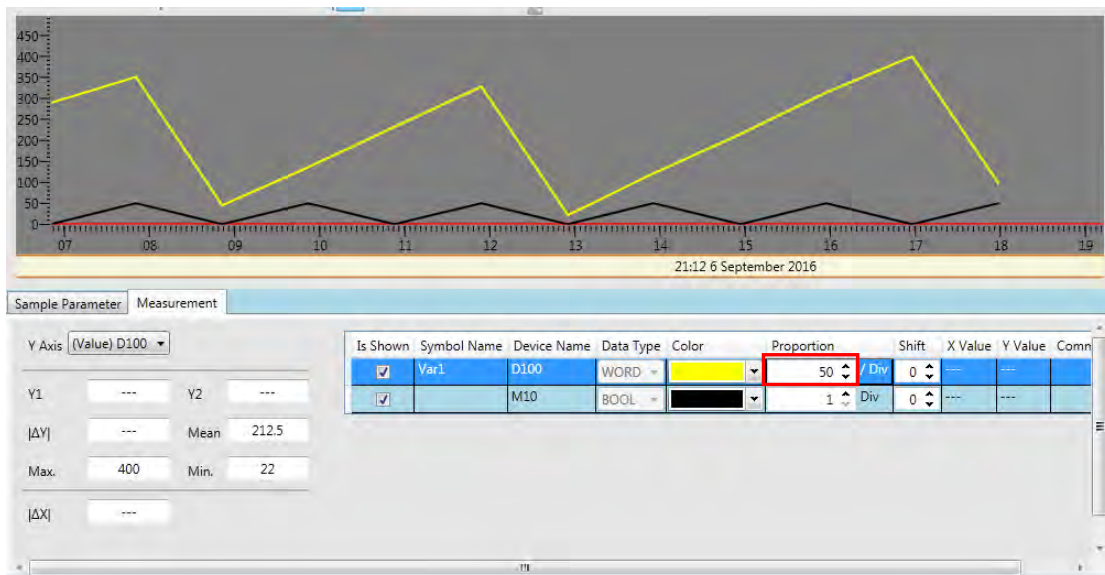 450
400
350
300
250
200
150
100
50
0
07 08 09 10 11 12 13 14 15 16 17 18 19
21:12 6 September 2016
Sample Parameter Measurement
Y Axis (Value) D100
Is Shown Symbol Name Device Name Data Type Color Proportion Shift X Value Y Value Comn
Var1 D100 WORD 50 / Div 0 --- ---
M10 BOOL 1 Div 0 --- ---
Y1 --- Y2 ---
|ΔY| --- Mean 212.5
Max. 400 Min. 22
|ΔX| ---